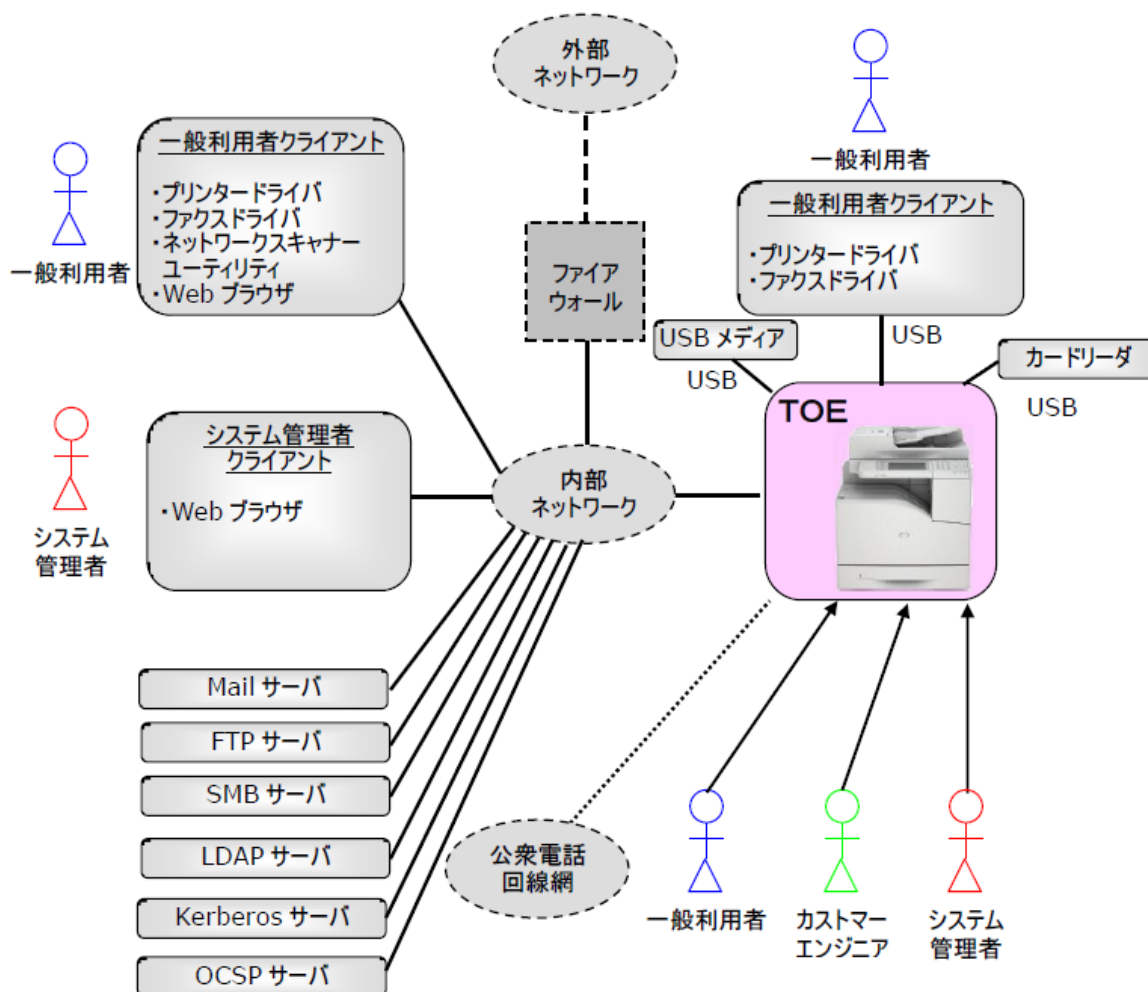 外部
ネットワーク
一般利用者
一般利用者クライアント
・プリンタードライバ
・ファクスドライバ
・ネットワークスキャナー
ユーティリティ
・Web ブラウザ
一般利用者
一般利用者クライアント
・プリンタードライバ
・ファクスドライバ
ファイア
ウォール
USB メディア
USB
USB
カードリーダ
USB
TOE
システム管理者
クライアント
・Web ブラウザ
システム
管理者
内部
ネットワーク
Mail サーバ
FTP サーバ
SMB サーバ
LDAP サーバ
Kerberos サーバ
OCSP サーバ
公衆電話
回線網
一般利用者
カストマー
エンジニア
システム
管理者